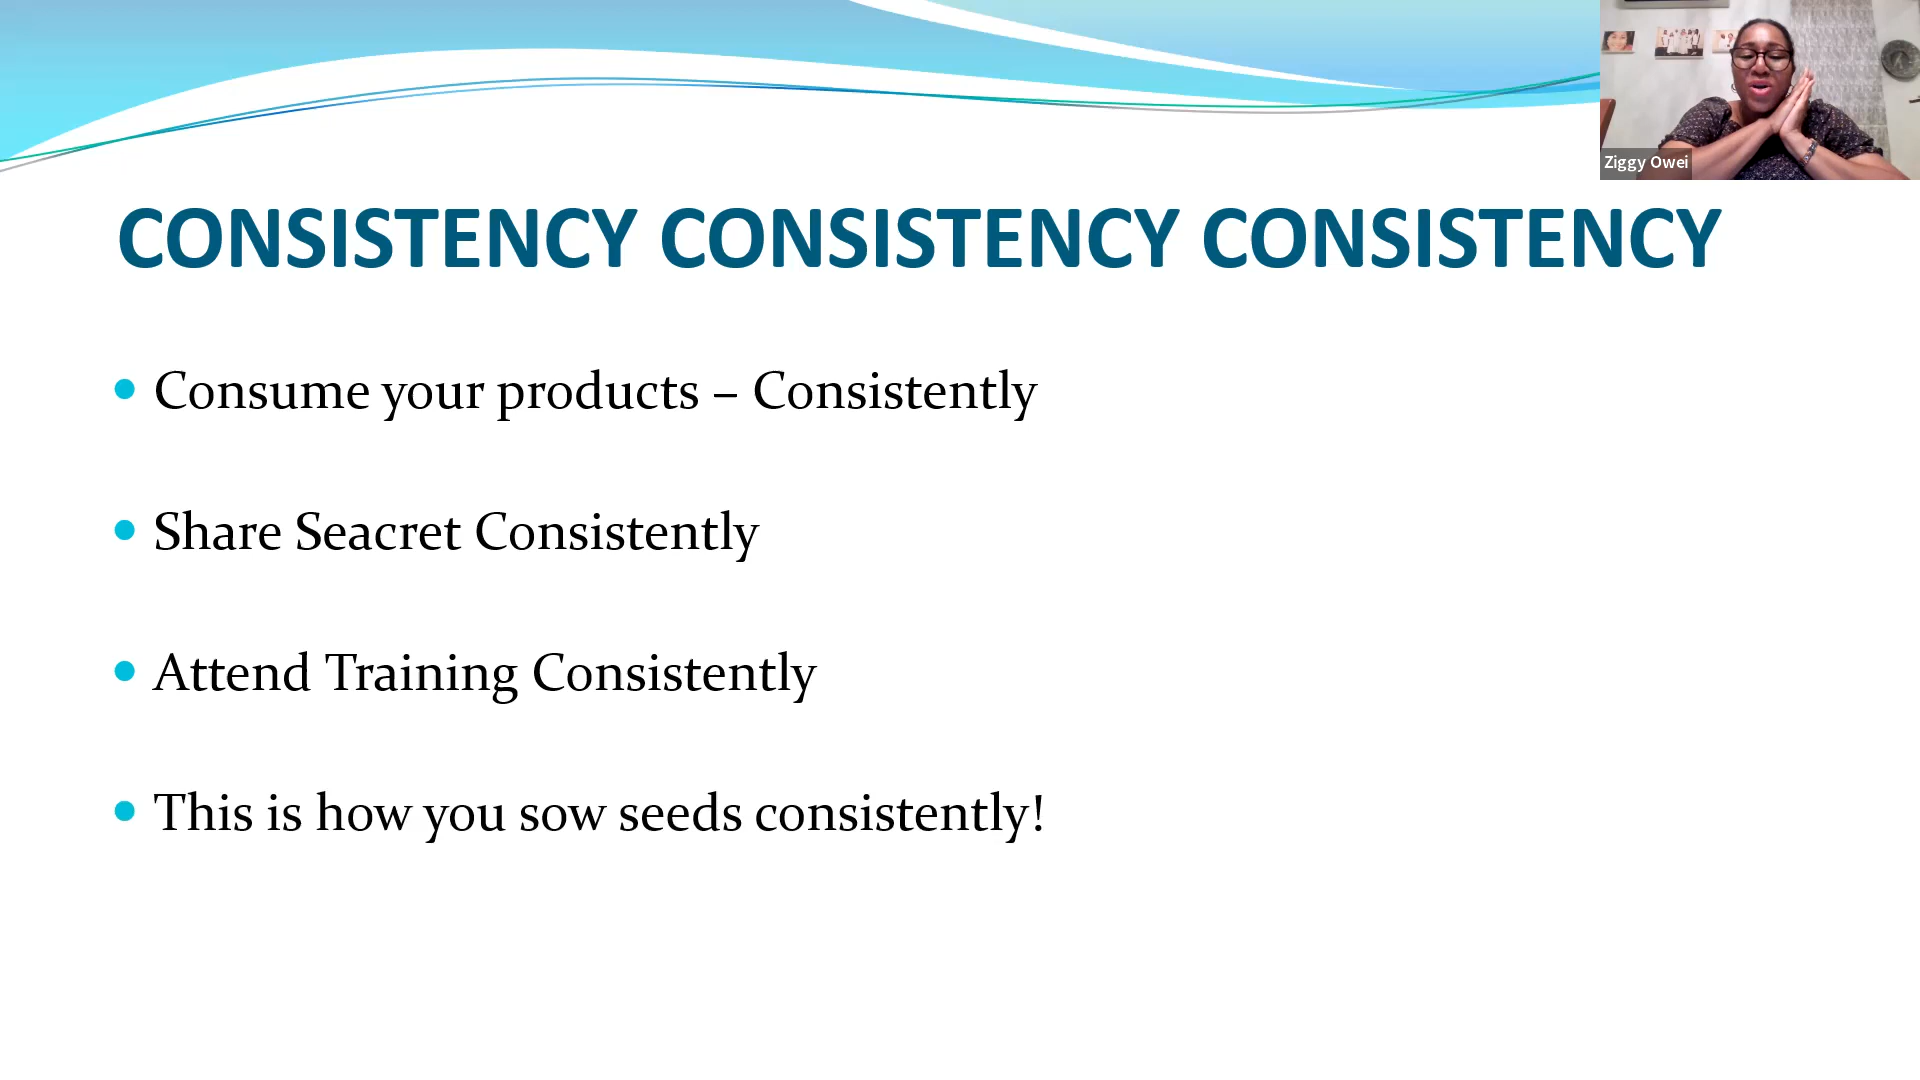 Ziggy Owei
CONSISTENCY CONSISTENCY CONSISTENCY
• Consume your products – Consistently
• Share Seacret Consistently
• Attend Training Consistently
• This is how you sow seeds consistently!